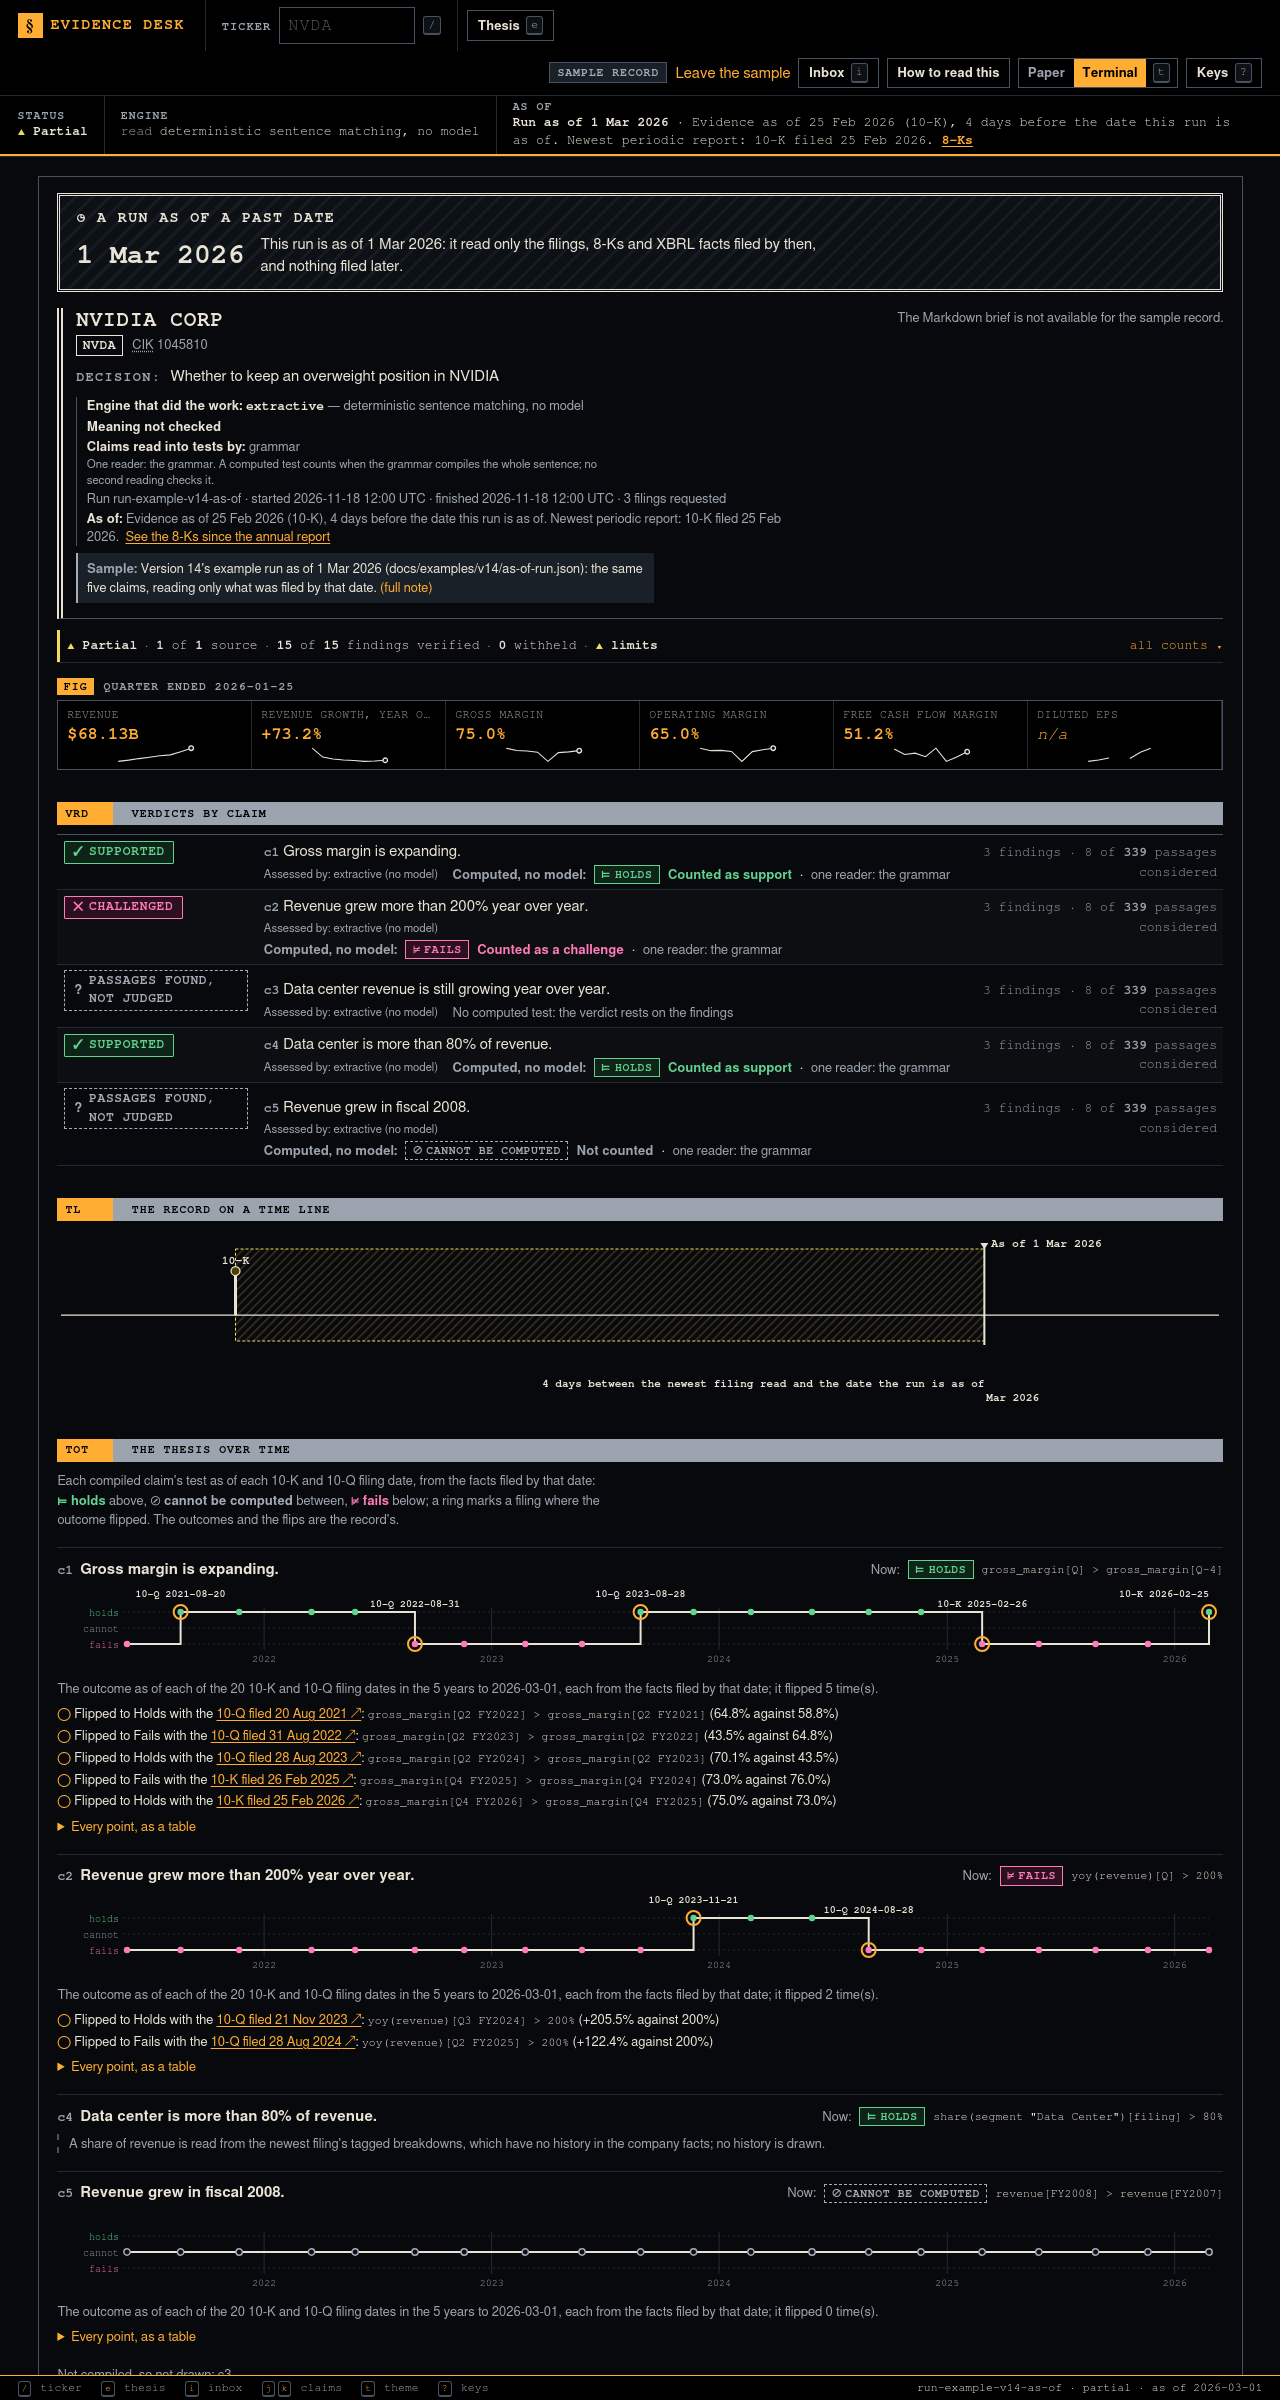 § EVIDENCE DESK TICKER NVDA / Thesis e
SAMPLE RECORD Leave the sample Inbox i How to read this Paper Terminal t Keys ?
STATUS
▲ Partial
ENGINE
read deterministic sentence matching, no model
AS OF
Run as of 1 Mar 2026 · Evidence as of 25 Feb 2026 (10-K), 4 days before the date this run is
as of. Newest periodic report: 10-K filed 25 Feb 2026. 8-Ks
◷ A RUN AS OF A PAST DATE
1 Mar 2026
This run is as of 1 Mar 2026: it read only the filings, 8-Ks and XBRL facts filed by then,
and nothing filed later.
NVIDIA CORP
The Markdown brief is not available for the sample record.
NVDA CIK 1045810
DECISION: Whether to keep an overweight position in NVIDIA
Engine that did the work: extractive — deterministic sentence matching, no model
Meaning not checked
Claims read into tests by: grammar
One reader: the grammar. A computed test counts when the grammar compiles the whole sentence; no
second reading checks it.
Run run-example-v14-as-of · started 2026-11-18 12:00 UTC · finished 2026-11-18 12:00 UTC · 3 filings requested
As of: Evidence as of 25 Feb 2026 (10-K), 4 days before the date this run is as of. Newest periodic report: 10-K filed 25 Feb
2026. See the 8-Ks since the annual report
Sample: Version 14's example run as of 1 Mar 2026 (docs/examples/v14/as-of-run.json): the same
five claims, reading only what was filed by that date. (full note)
▲ Partial · 1 of 1 source · 15 of 15 findings verified · 0 withheld · ▲ limits
all counts ▾
FIG QUARTER ENDED 2026-01-25
REVENUE
$68.13B
REVENUE GROWTH, YEAR O…
+73.2%
GROSS MARGIN
75.0%
OPERATING MARGIN
65.0%
FREE CASH FLOW MARGIN
51.2%
DILUTED EPS
n/a
VRD VERDICTS BY CLAIM
✓ SUPPORTED
c1 Gross margin is expanding.
Assessed by: extractive (no model) Computed, no model: ⊨ HOLDS Counted as support · one reader: the grammar
3 findings · 8 of 339 passages
considered
✕ CHALLENGED
c2 Revenue grew more than 200% year over year.
Assessed by: extractive (no model)
Computed, no model: ⊭ FAILS Counted as a challenge · one reader: the grammar
3 findings · 8 of 339 passages
considered
? PASSAGES FOUND,
NOT JUDGED
c3 Data center revenue is still growing year over year.
Assessed by: extractive (no model) No computed test: the verdict rests on the findings
3 findings · 8 of 339 passages
considered
✓ SUPPORTED
c4 Data center is more than 80% of revenue.
Assessed by: extractive (no model) Computed, no model: ⊨ HOLDS Counted as support · one reader: the grammar
3 findings · 8 of 339 passages
considered
? PASSAGES FOUND,
NOT JUDGED
c5 Revenue grew in fiscal 2008.
Assessed by: extractive (no model)
Computed, no model: ⊘ CANNOT BE COMPUTED Not counted · one reader: the grammar
3 findings · 8 of 339 passages
considered
TL THE RECORD ON A TIME LINE
As of 1 Mar 2026
10-K
4 days between the newest filing read and the date the run is as of
Mar 2026
TOT THE THESIS OVER TIME
Each compiled claim's test as of each 10-K and 10-Q filing date, from the facts filed by that date:
⊨ holds above, ⊘ cannot be computed between, ⊭ fails below; a ring marks a filing where the
outcome flipped. The outcomes and the flips are the record's.
c1 Gross margin is expanding.
Now: ⊨ HOLDS gross_margin[Q] > gross_margin[Q-4]
10-Q 2021-08-20 10-Q 2022-08-31 10-Q 2023-08-28 10-K 2025-02-26 10-K 2026-02-25
holds
cannot
fails
2022 2023 2024 2025 2026
The outcome as of each of the 20 10-K and 10-Q filing dates in the 5 years to 2026-03-01, each from the facts filed by that date; it flipped 5 time(s).
◯ Flipped to Holds with the 10-Q filed 20 Aug 2021 ↗: gross_margin[Q2 FY2022] > gross_margin[Q2 FY2021] (64.8% against 58.8%)
◯ Flipped to Fails with the 10-Q filed 31 Aug 2022 ↗: gross_margin[Q2 FY2023] > gross_margin[Q2 FY2022] (43.5% against 64.8%)
◯ Flipped to Holds with the 10-Q filed 28 Aug 2023 ↗: gross_margin[Q2 FY2024] > gross_margin[Q2 FY2023] (70.1% against 43.5%)
◯ Flipped to Fails with the 10-K filed 26 Feb 2025 ↗: gross_margin[Q4 FY2025] > gross_margin[Q4 FY2024] (73.0% against 76.0%)
◯ Flipped to Holds with the 10-K filed 25 Feb 2026 ↗: gross_margin[Q4 FY2026] > gross_margin[Q4 FY2025] (75.0% against 73.0%)
▶ Every point, as a table
c2 Revenue grew more than 200% year over year.
Now: ⊭ FAILS yoy(revenue)[Q] > 200%
10-Q 2023-11-21 10-Q 2024-08-28
holds
cannot
fails
2022 2023 2024 2025 2026
The outcome as of each of the 20 10-K and 10-Q filing dates in the 5 years to 2026-03-01, each from the facts filed by that date; it flipped 2 time(s).
◯ Flipped to Holds with the 10-Q filed 21 Nov 2023 ↗: yoy(revenue)[Q3 FY2024] > 200% (+205.5% against 200%)
◯ Flipped to Fails with the 10-Q filed 28 Aug 2024 ↗: yoy(revenue)[Q2 FY2025] > 200% (+122.4% against 200%)
▶ Every point, as a table
c4 Data center is more than 80% of revenue.
Now: ⊨ HOLDS share(segment "Data Center")[filing] > 80%
A share of revenue is read from the newest filing's tagged breakdowns, which have no history in the company facts; no history is drawn.
c5 Revenue grew in fiscal 2008.
Now: ⊘ CANNOT BE COMPUTED revenue[FY2008] > revenue[FY2007]
holds
cannot
fails
2022 2023 2024 2025 2026
The outcome as of each of the 20 10-K and 10-Q filing dates in the 5 years to 2026-03-01, each from the facts filed by that date; it flipped 0 time(s).
▶ Every point, as a table
Not compiled, so not drawn: c3
/ ticker e thesis i inbox j k claims t theme ? keys
run-example-v14-as-of · partial · as of 2026-03-01